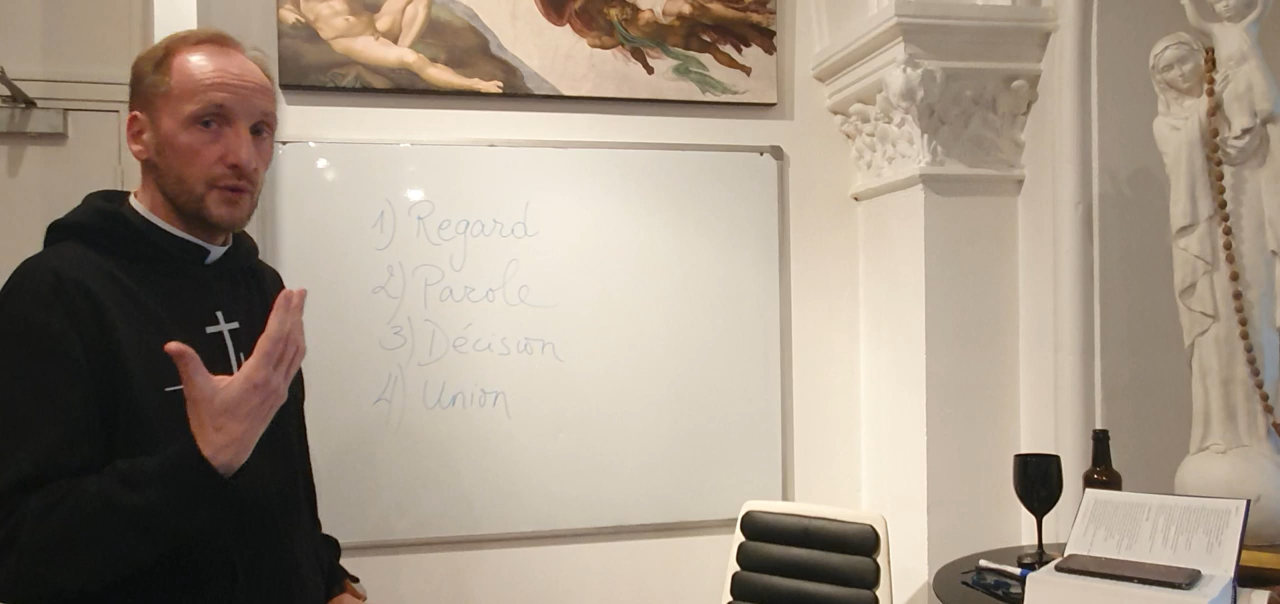 1) Regard
2) Parole
3) Décision
4) Union